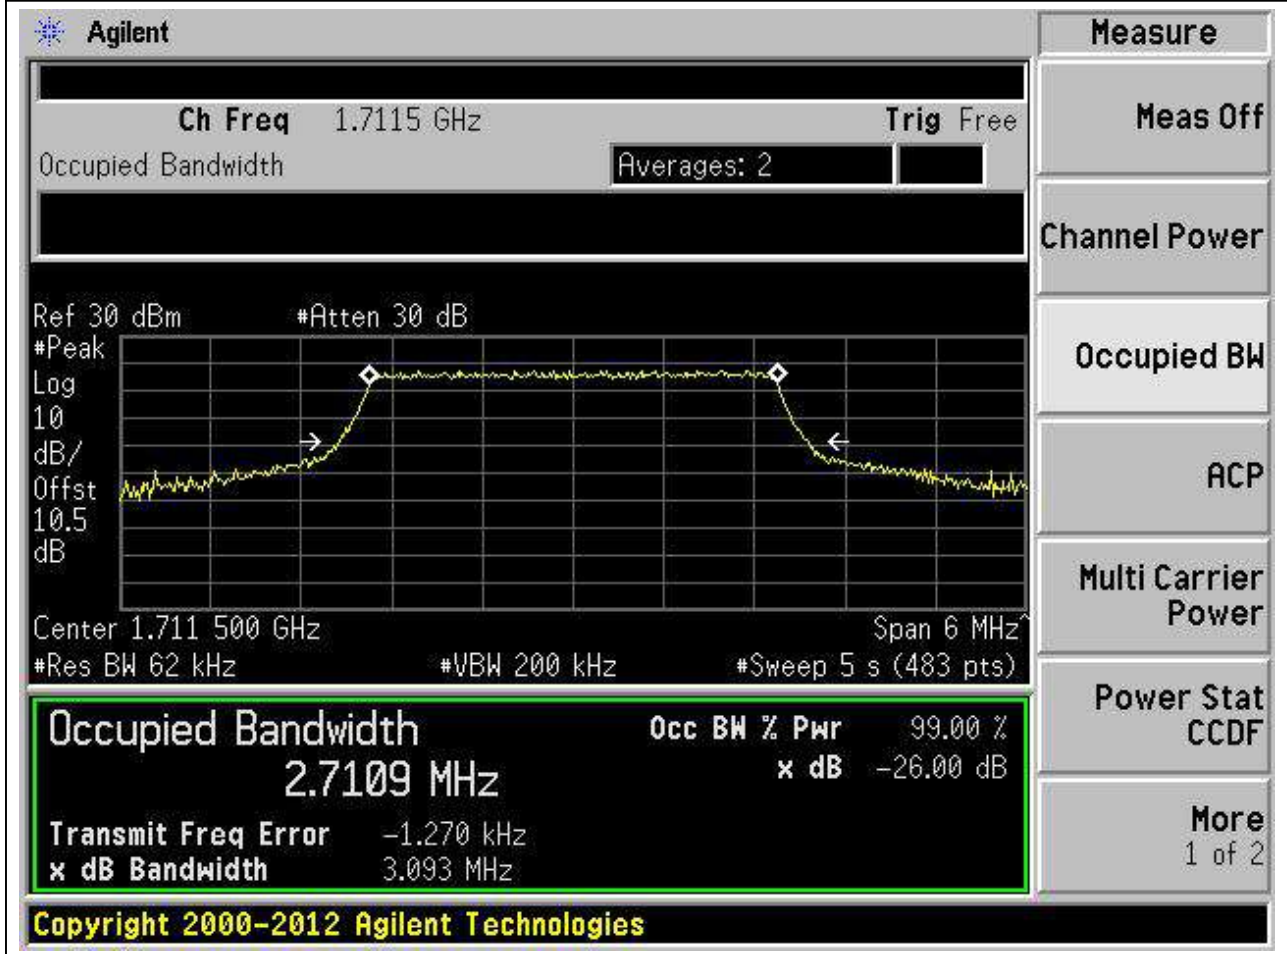 Agilent
Measure
Ch Freq 1.7115 GHz Trig Free
Occupied Bandwidth Averages: 2
Meas Off
Channel Power
Occupied BW
ACP
Multi Carrier
Power
Power Stat
CCDF
More
1 of 2
Ref 30 dBm #Atten 30 dB
#Peak
Log
10
dB/
Offst
10.5
dB
Center 1.711 500 GHz Span 6 MHz^
#Res BW 62 kHz #VBW 200 kHz #Sweep 5 s (483 pts)
Occupied Bandwidth Occ BW % Pwr 99.00 %
2.7109 MHz x dB -26.00 dB
Transmit Freq Error -1.270 kHz
x dB Bandwidth 3.093 MHz
Copyright 2000-2012 Agilent Technologies